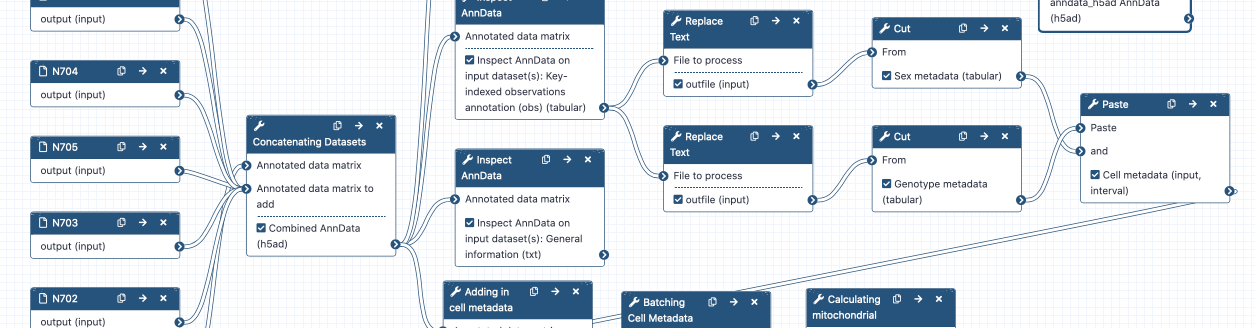 output (input)
N704
output (input)
N705
output (input)
N703
output (input)
N702
output (input)
Concatenating Datasets
Annotated data matrix
Annotated data matrix to
add
Combined AnnData
(h5ad)
AnnData
Annotated data matrix
Inspect AnnData on
input dataset(s): Key-
indexed observations
annotation (obs) (tabular)
Inspect
AnnData
Annotated data matrix
Inspect AnnData on
input dataset(s): General
information (txt)
Adding in
cell metadata
Replace
Text
File to process
outfile (input)
Replace
Text
File to process
outfile (input)
Batching
Cell Metadata
Cut
From
Sex metadata (tabular)
Cut
From
Genotype metadata
(tabular)
Calculating
mitochondrial
anndata_h5ad AnnData
(h5ad)
Paste
Paste
and
Cell metadata (input,
interval)